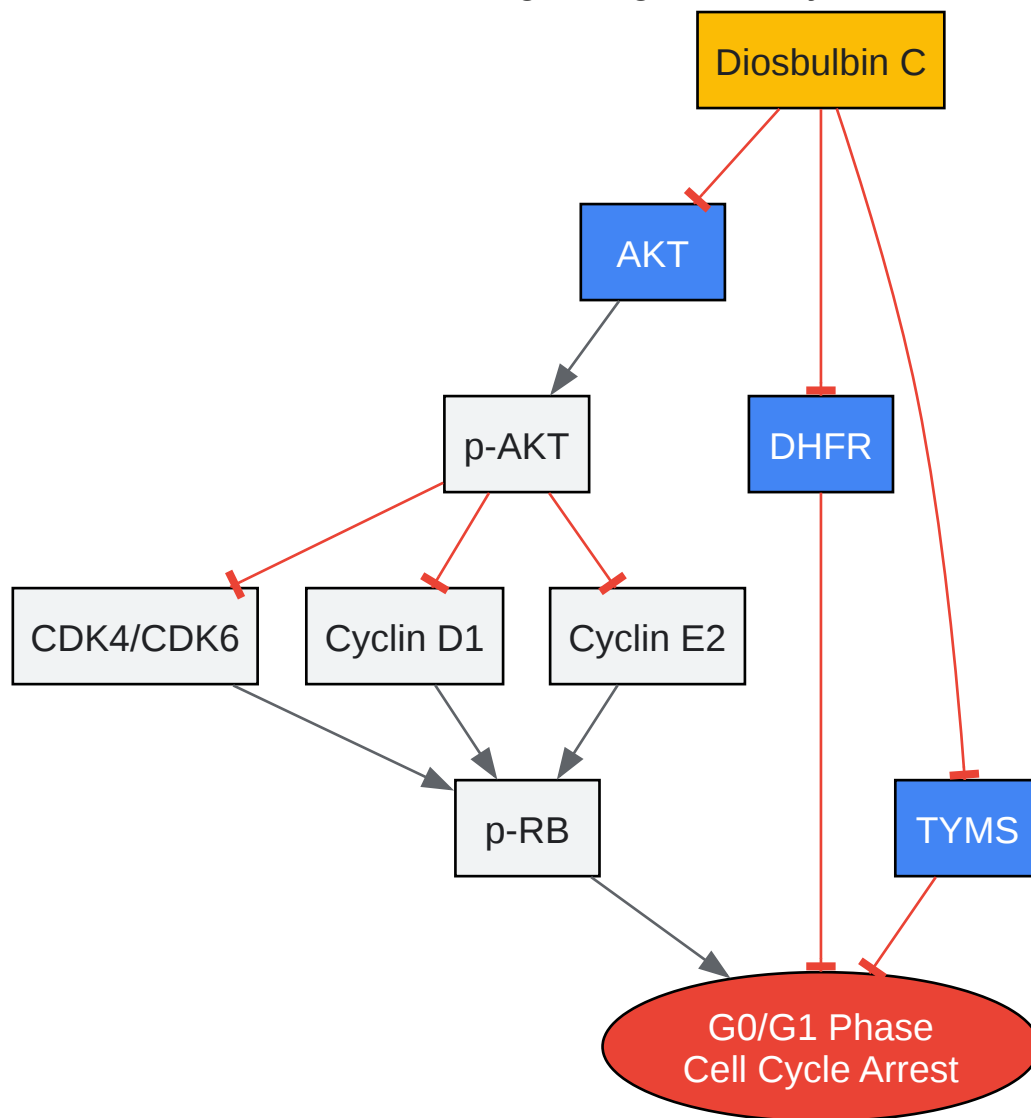 Diosbulbin C
AKT
p-AKT
DHFR
CDK4/CDK6
Cyclin D1
Cyclin E2
p-RB
TYMS
G0/G1 Phase
Cell Cycle Arrest